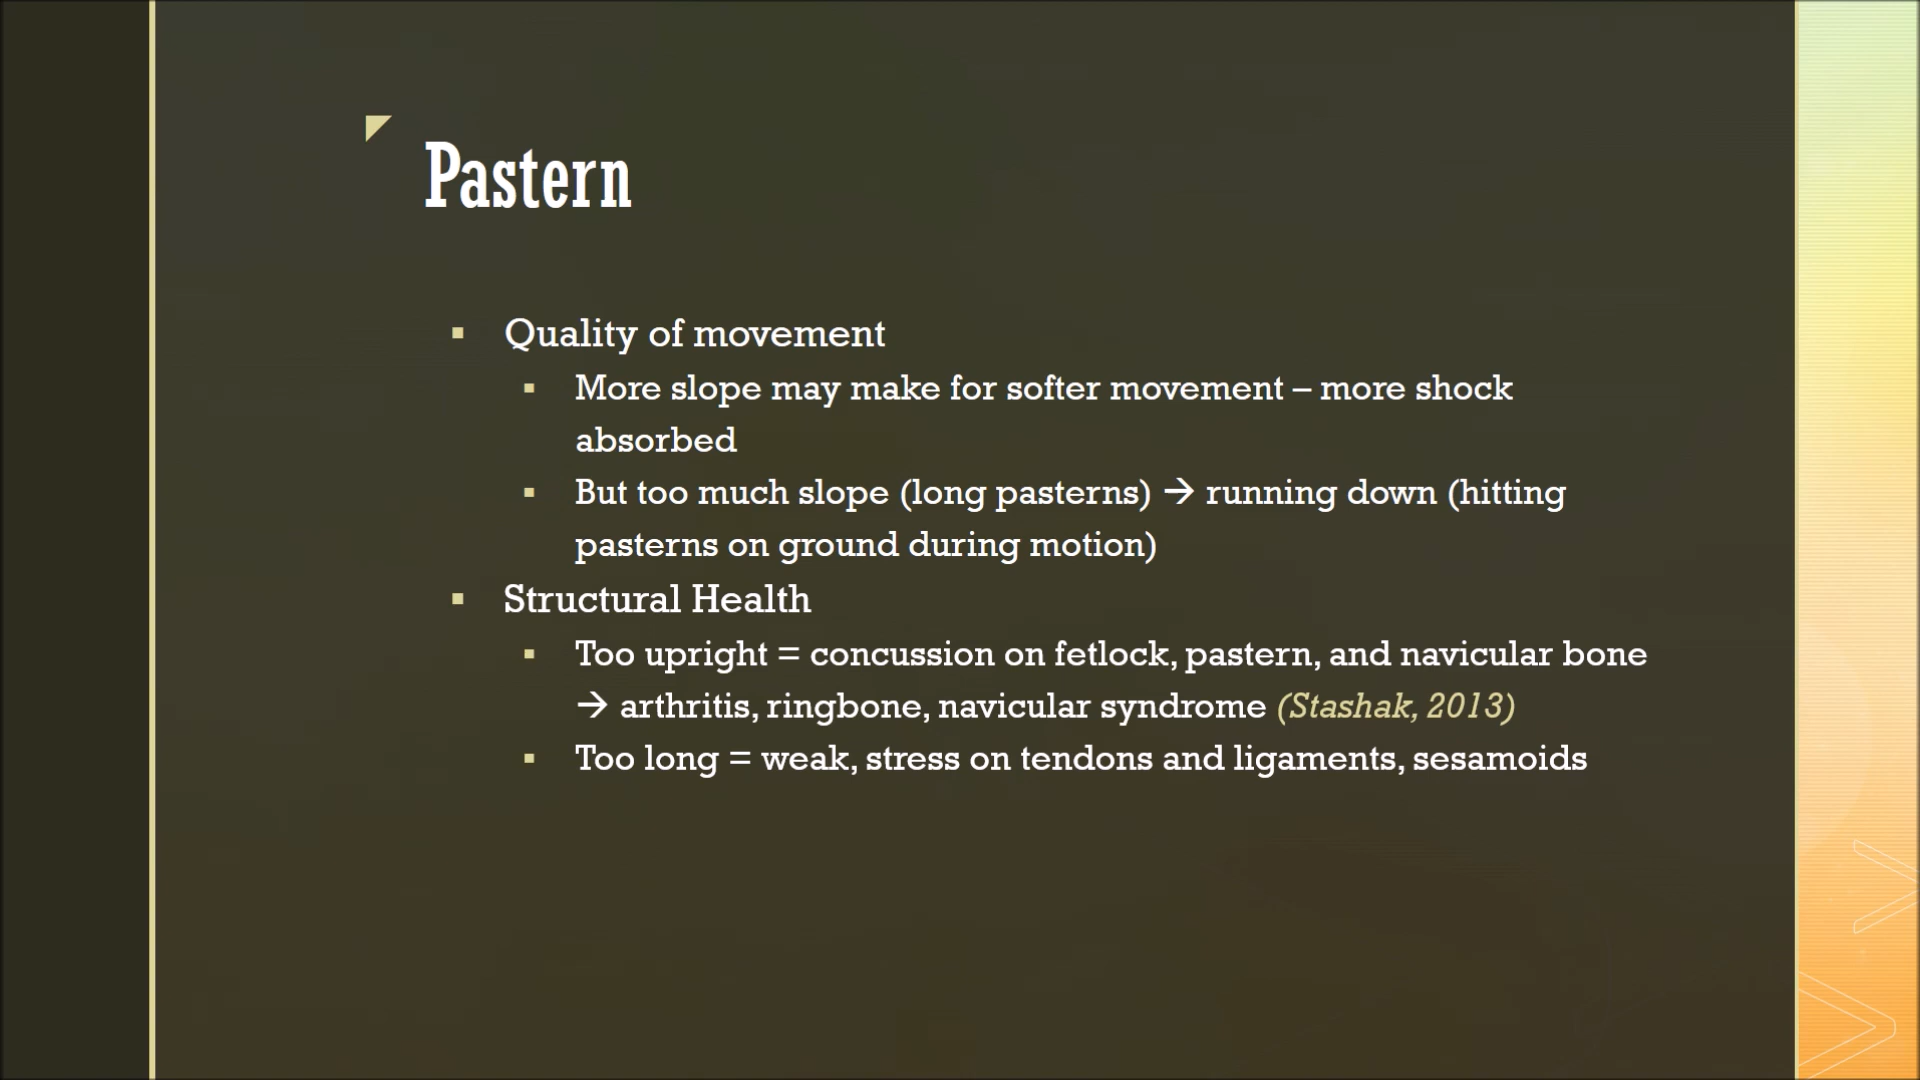 Pastern
▪ Quality of movement
▪ More slope may make for softer movement – more shock
absorbed
▪ But too much slope (long pasterns) → running down (hitting
pasterns on ground during motion)
▪ Structural Health
▪ Too upright = concussion on fetlock, pastern, and navicular bone
→ arthritis, ringbone, navicular syndrome (Stashak, 2013)
▪ Too long = weak, stress on tendons and ligaments, sesamoids